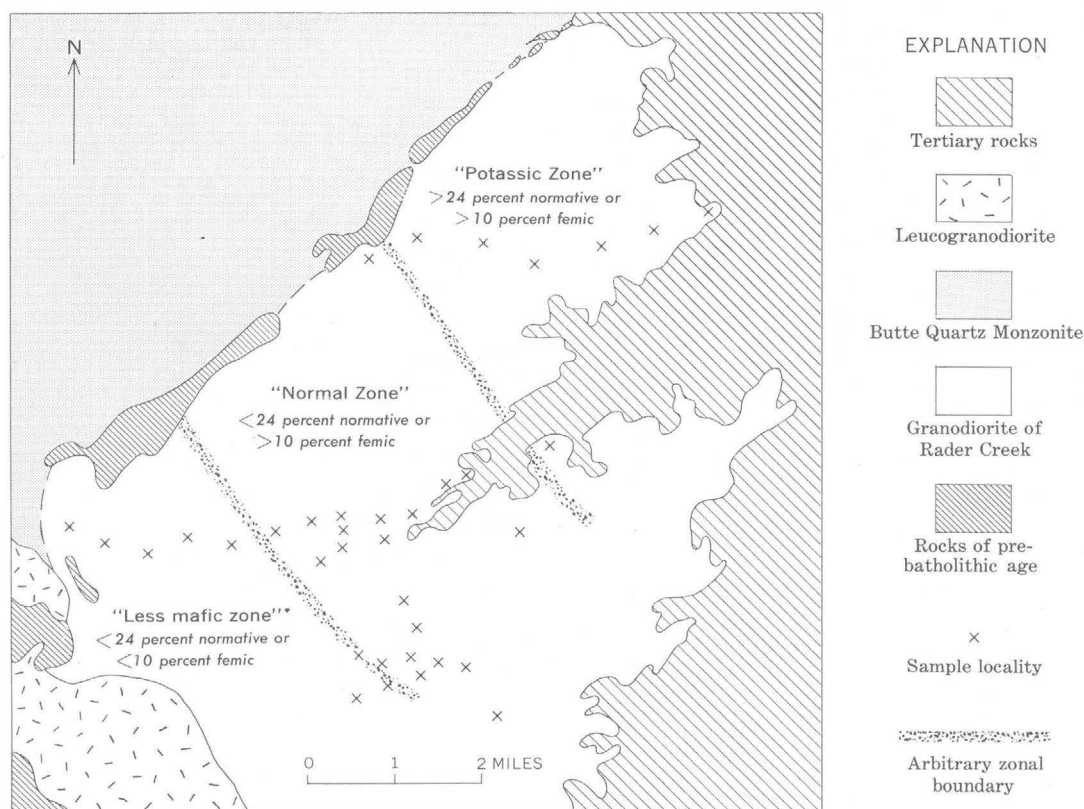 N
"Potassic Zone"
>24 percent normative or
>10 percent femic
"Normal Zone"
<24 percent normative or
>10 percent femic
"Less mafic zone"
<24 percent normative or
<10 percent femic
0 1 2 MILES
EXPLANATION
Tertiary rocks
Leucogranodiorite
Butte Quartz Monzonite
Granodiorite of
Rader Creek
Rocks of pre-
batholithic age
×
Sample locality
Arbitrary zonal
boundary